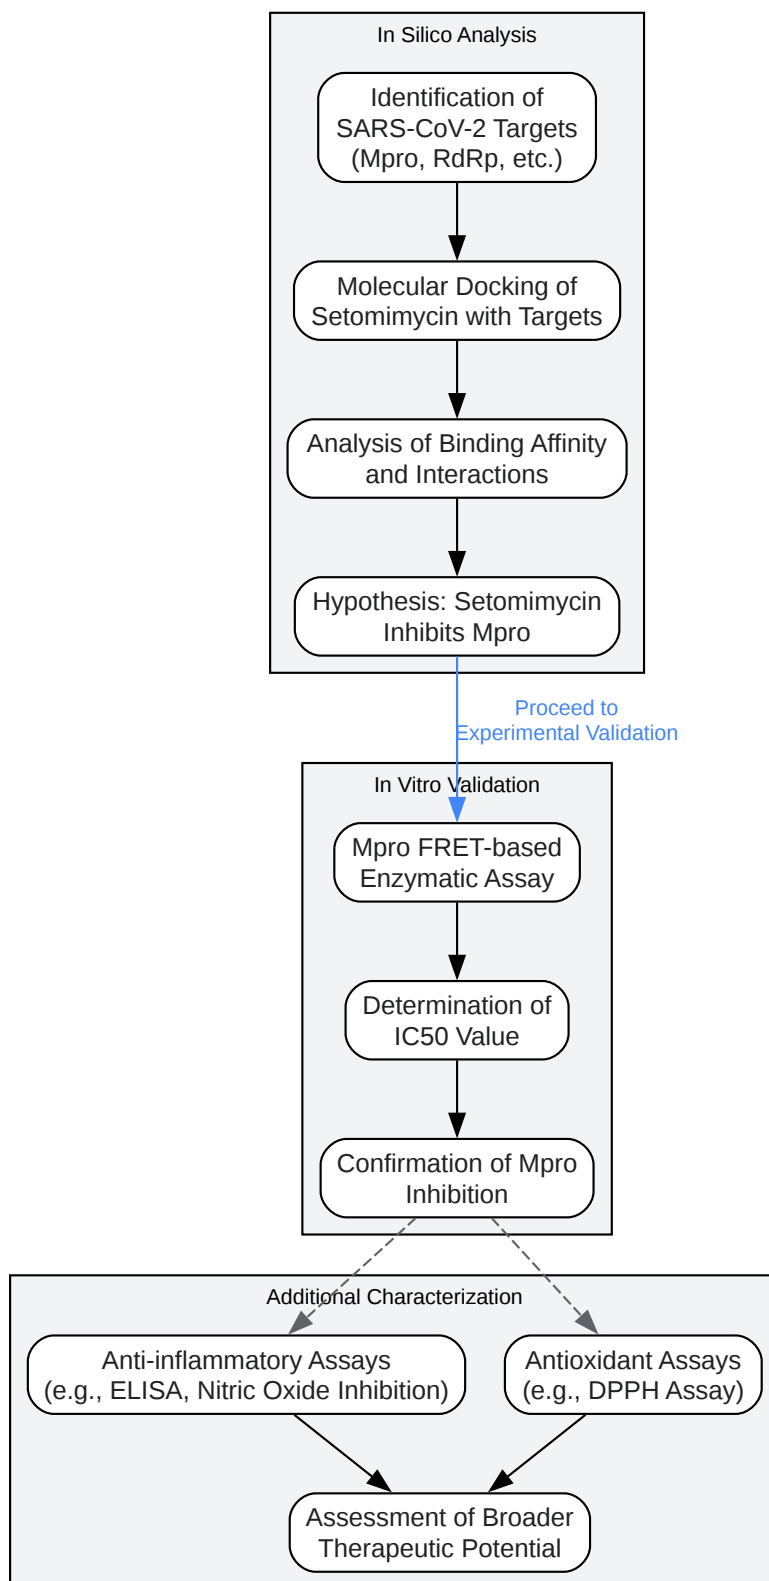 In Silico Analysis
Identification of
SARS-CoV-2 Targets
(Mpro, RdRp, etc.)
Molecular Docking of
Setomimycin with Targets
Analysis of Binding Affinity
and Interactions
Hypothesis: Setomimycin
Inhibits Mpro
Proceed to
Experimental Validation
In Vitro Validation
Mpro FRET-based
Enzymatic Assay
Determination of
IC50 Value
Confirmation of Mpro
Inhibition
Additional Characterization
Anti-inflammatory Assays
(e.g., ELISA, Nitric Oxide Inhibition)
Antioxidant Assays
(e.g., DPPH Assay)
Assessment of Broader
Therapeutic Potential